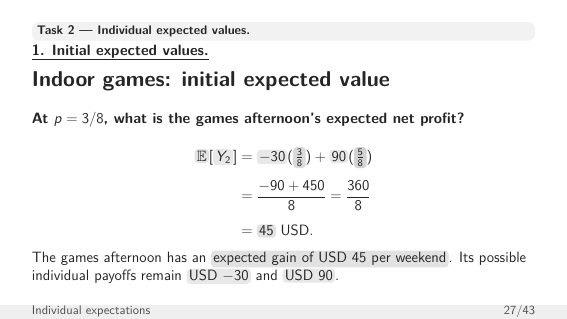 Task 2 — Individual expected values.
1. Initial expected values.
Indoor games: initial expected value
At p = 3/8, what is the games afternoon's expected net profit?
𝔼[Y₂] = −30(3/8) + 90(5/8)
= (−90 + 450)/8 = 360/8
= 45 USD.
The games afternoon has an expected gain of USD 45 per weekend. Its possible
individual payoffs remain USD −30 and USD 90.
Individual expectations 27/43